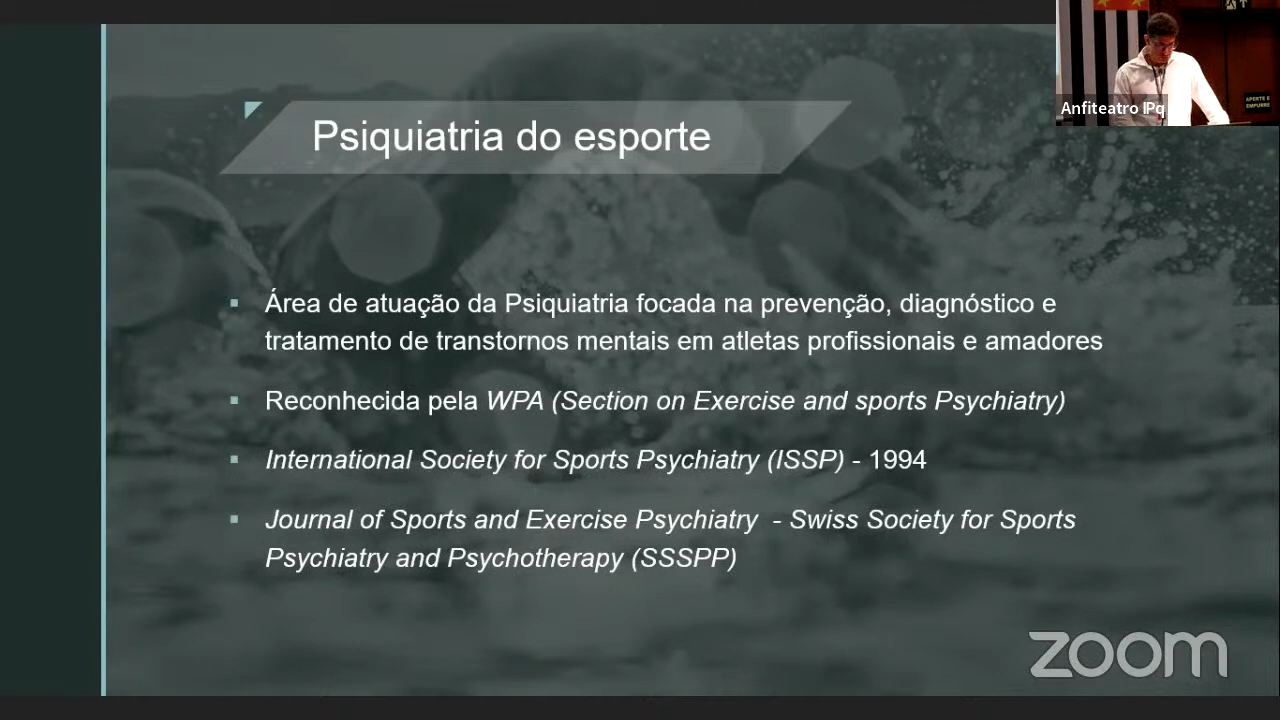 Anfiteatro IPq
APERTE E
EMPURRE
Psiquiatria do esporte
Área de atuação da Psiquiatria focada na prevenção, diagnóstico e
tratamento de transtornos mentais em atletas profissionais e amadores
Reconhecida pela WPA (Section on Exercise and sports Psychiatry)
International Society for Sports Psychiatry (ISSP) - 1994
Journal of Sports and Exercise Psychiatry - Swiss Society for Sports
Psychiatry and Psychotherapy (SSSPP)
zoom